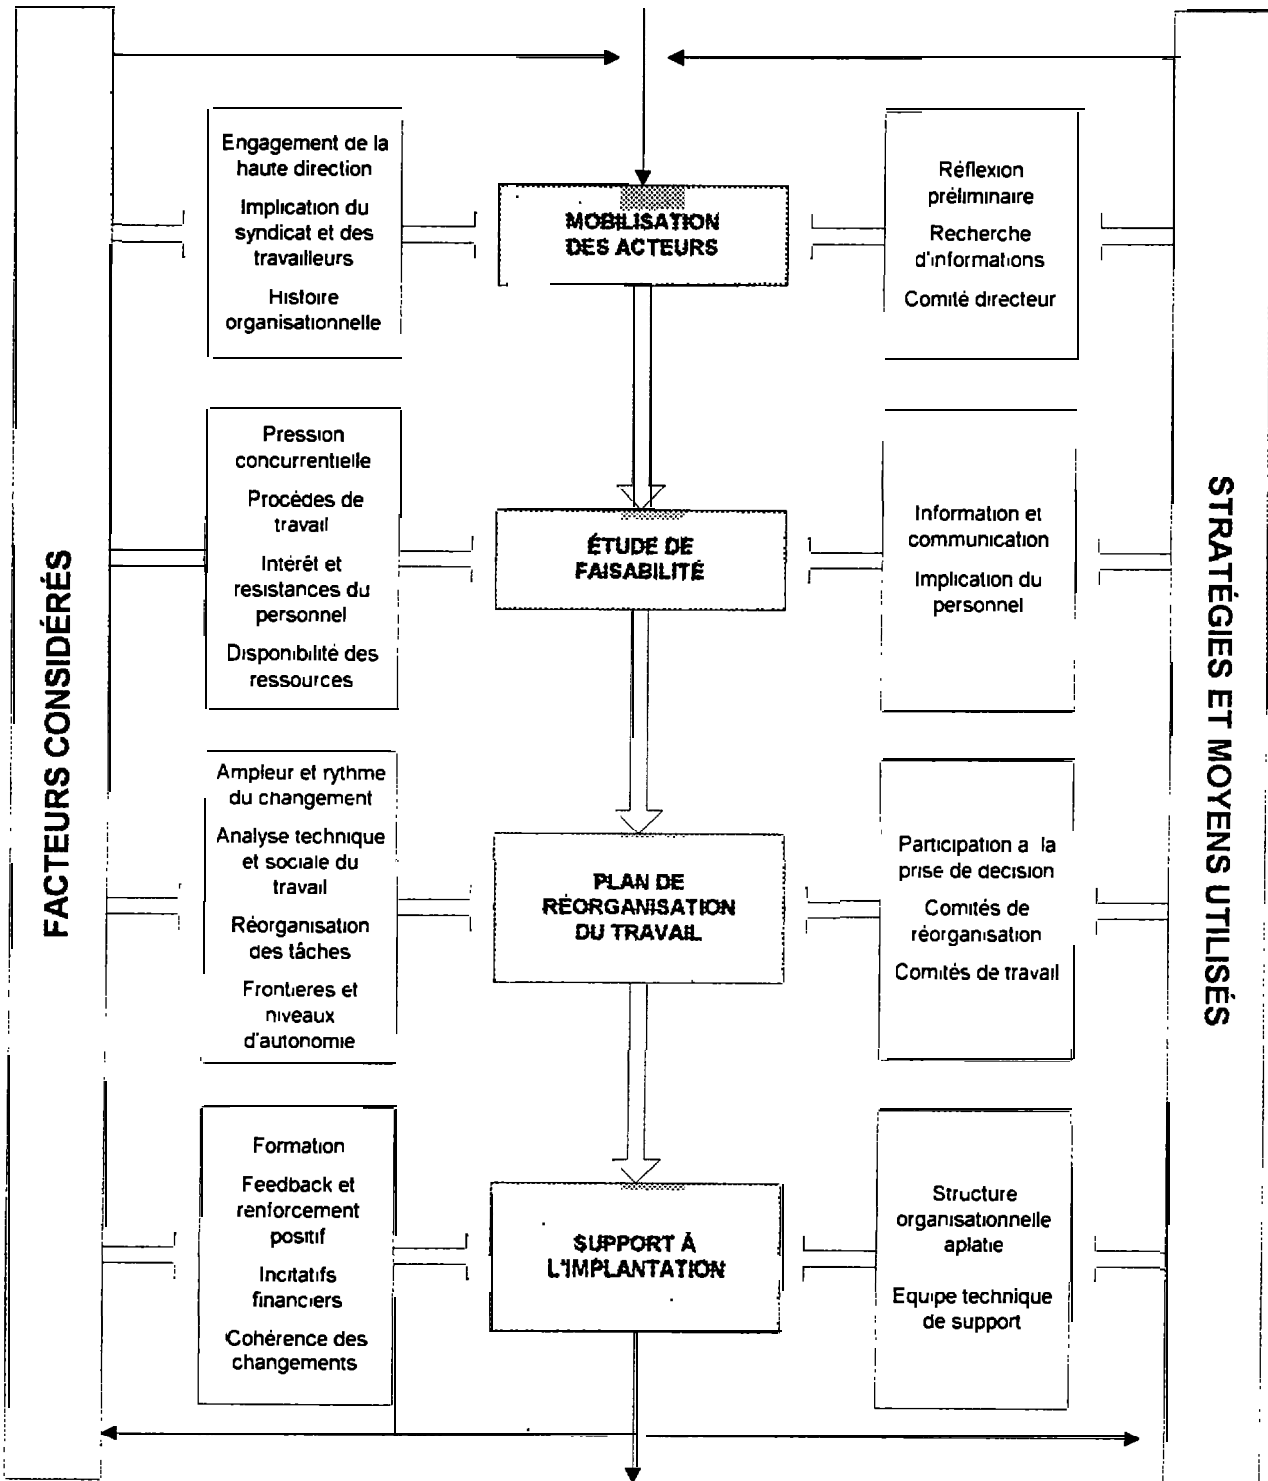 FACTEURS CONSIDÉRÉS
Engagement de la
haute direction
Implication du
syndicat et des
travailleurs
Histoire
organisationnelle
MOBILISATION
DES ACTEURS
Réflexion
préliminaire
Recherche
d'informations
Comité directeur
Pression
concurrentielle
Procèdes de
travail
Intérêt et
resistances du
personnel
Disponibilité des
ressources
ÉTUDE DE
FAISABILITÉ
Information et
communication
Implication du
personnel
Ampleur et rythme
du changement
Analyse technique
et sociale du
travail
Réorganisation
des tâches
Frontieres et
niveaux
d'autonomie
PLAN DE
RÉORGANISATION
DU TRAVAIL
Participation a la
prise de decision
Comités de
réorganisation
Comités de travail
Formation
Feedback et
renforcement
positif
Incitatifs
financiers
Cohérence des
changements
SUPPORT À
L'IMPLANTATION
Structure
organisationnelle
aplatie
Equipe technique
de support
STRATÉGIES ET MOYENS UTILISÉS